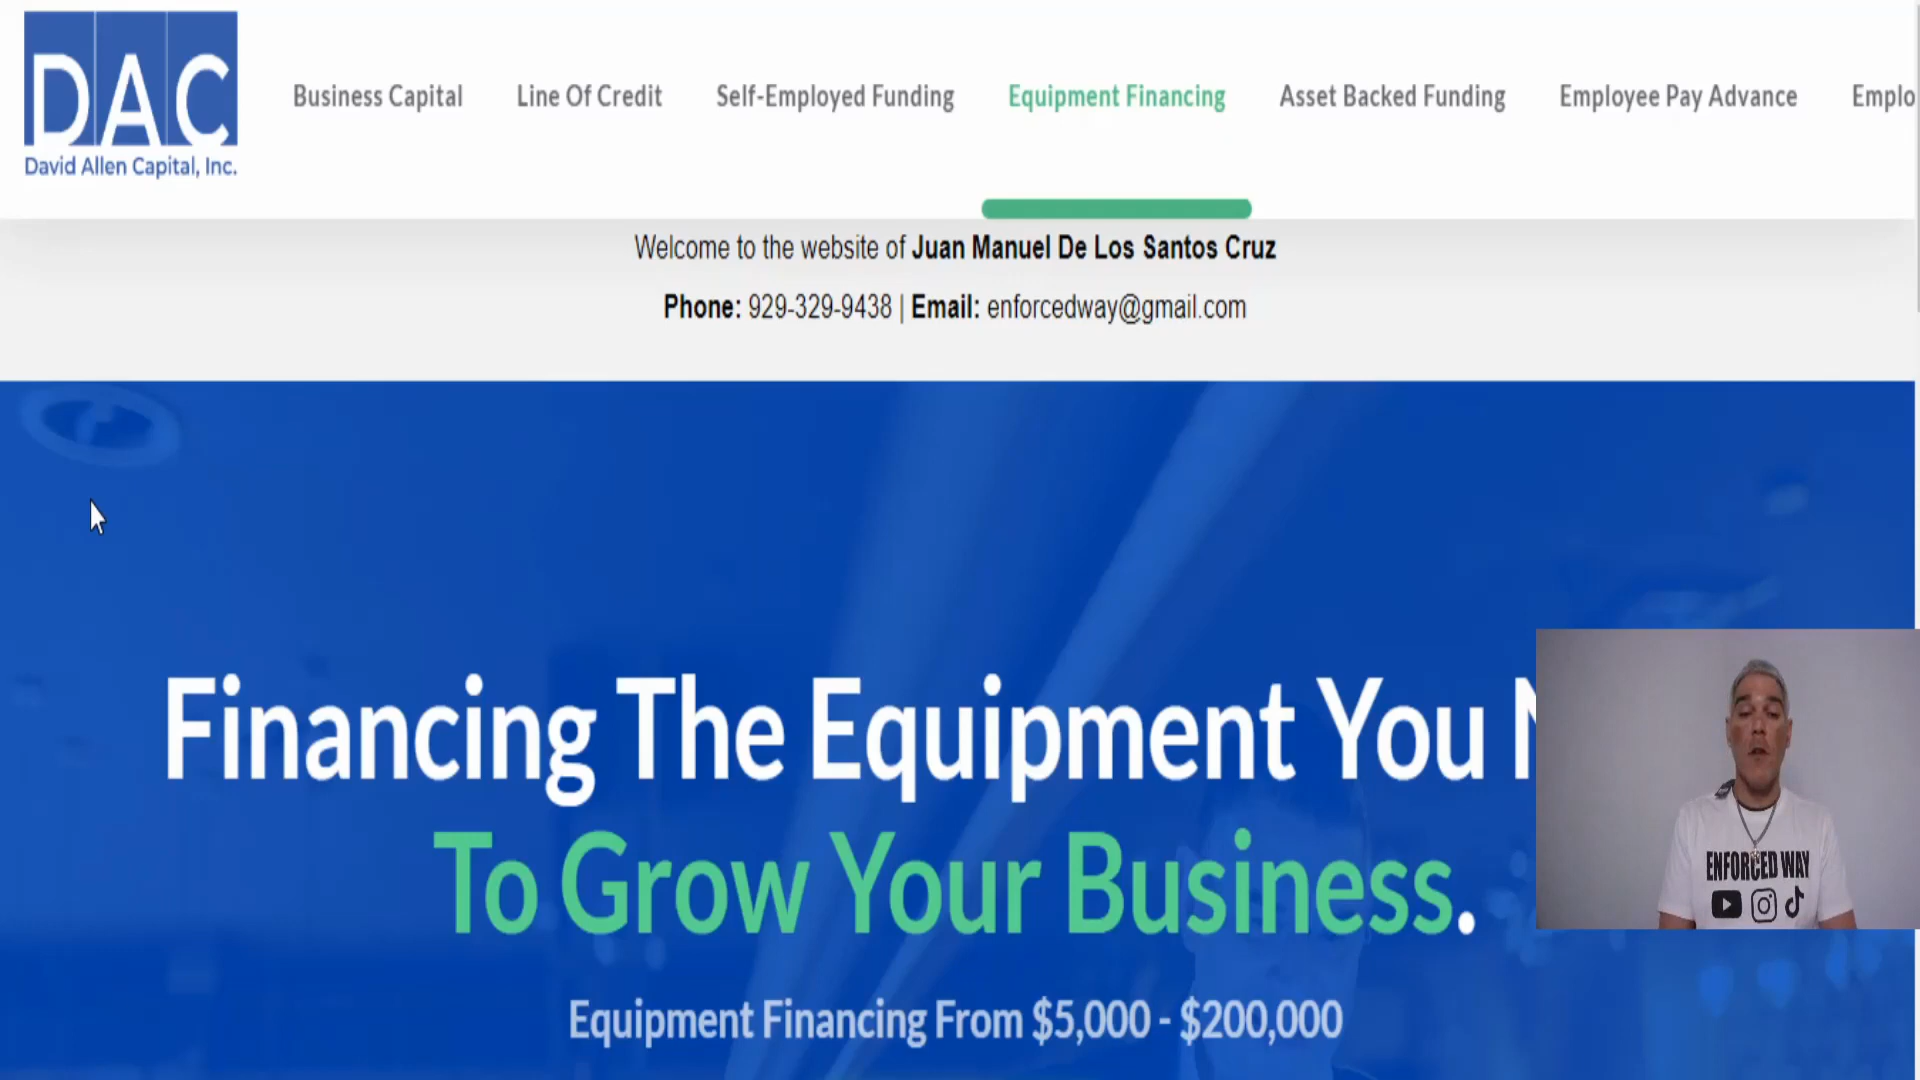 DAC
David Allen Capital, Inc.
Business Capital
Line Of Credit
Self-Employed Funding
Equipment Financing
Asset Backed Funding
Employee Pay Advance
Emplo
Welcome to the website of Juan Manuel De Los Santos Cruz
Phone: 929-329-9438 | Email: enforcedway@gmail.com
Financing The Equipment You
To Grow Your Business.
Equipment Financing From $5,000 - $200,000
ENFORCED WAY